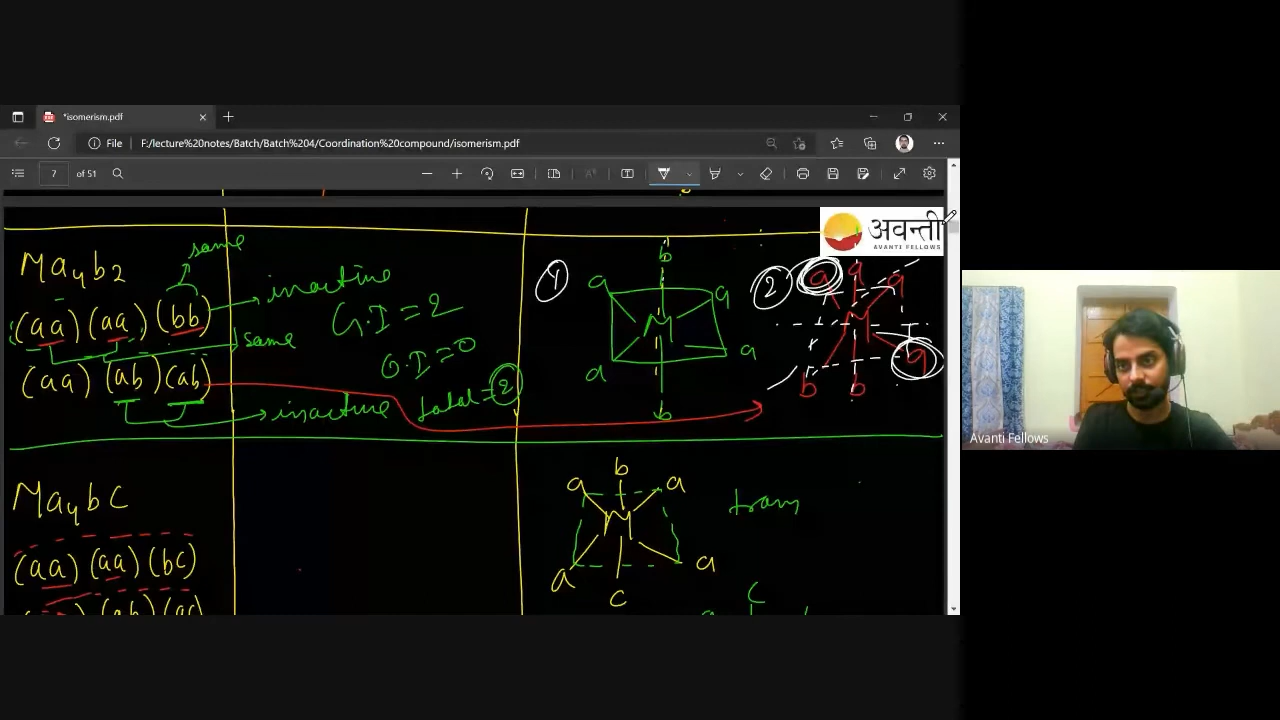 *isomerism.pdf
File F:/lecture%20notes/Batch/Batch%204/Coordination%20compound/isomerism.pdf
7 of 51
अवन्ती
AVANTI FELLOWS
Ma4b2
same
(aa) (aa) (bb) inactive
G.I = 2
same
O.I = 0
(aa) (ab) (ab) inactive
total = 2
1
b
a a
M
a a
b
2
a a a
M
a
b b
Ma4bc
(aa) (aa) (bc)
(ab) (ac)
b
a a
M
a a
c
trans
c
Avanti Fellows